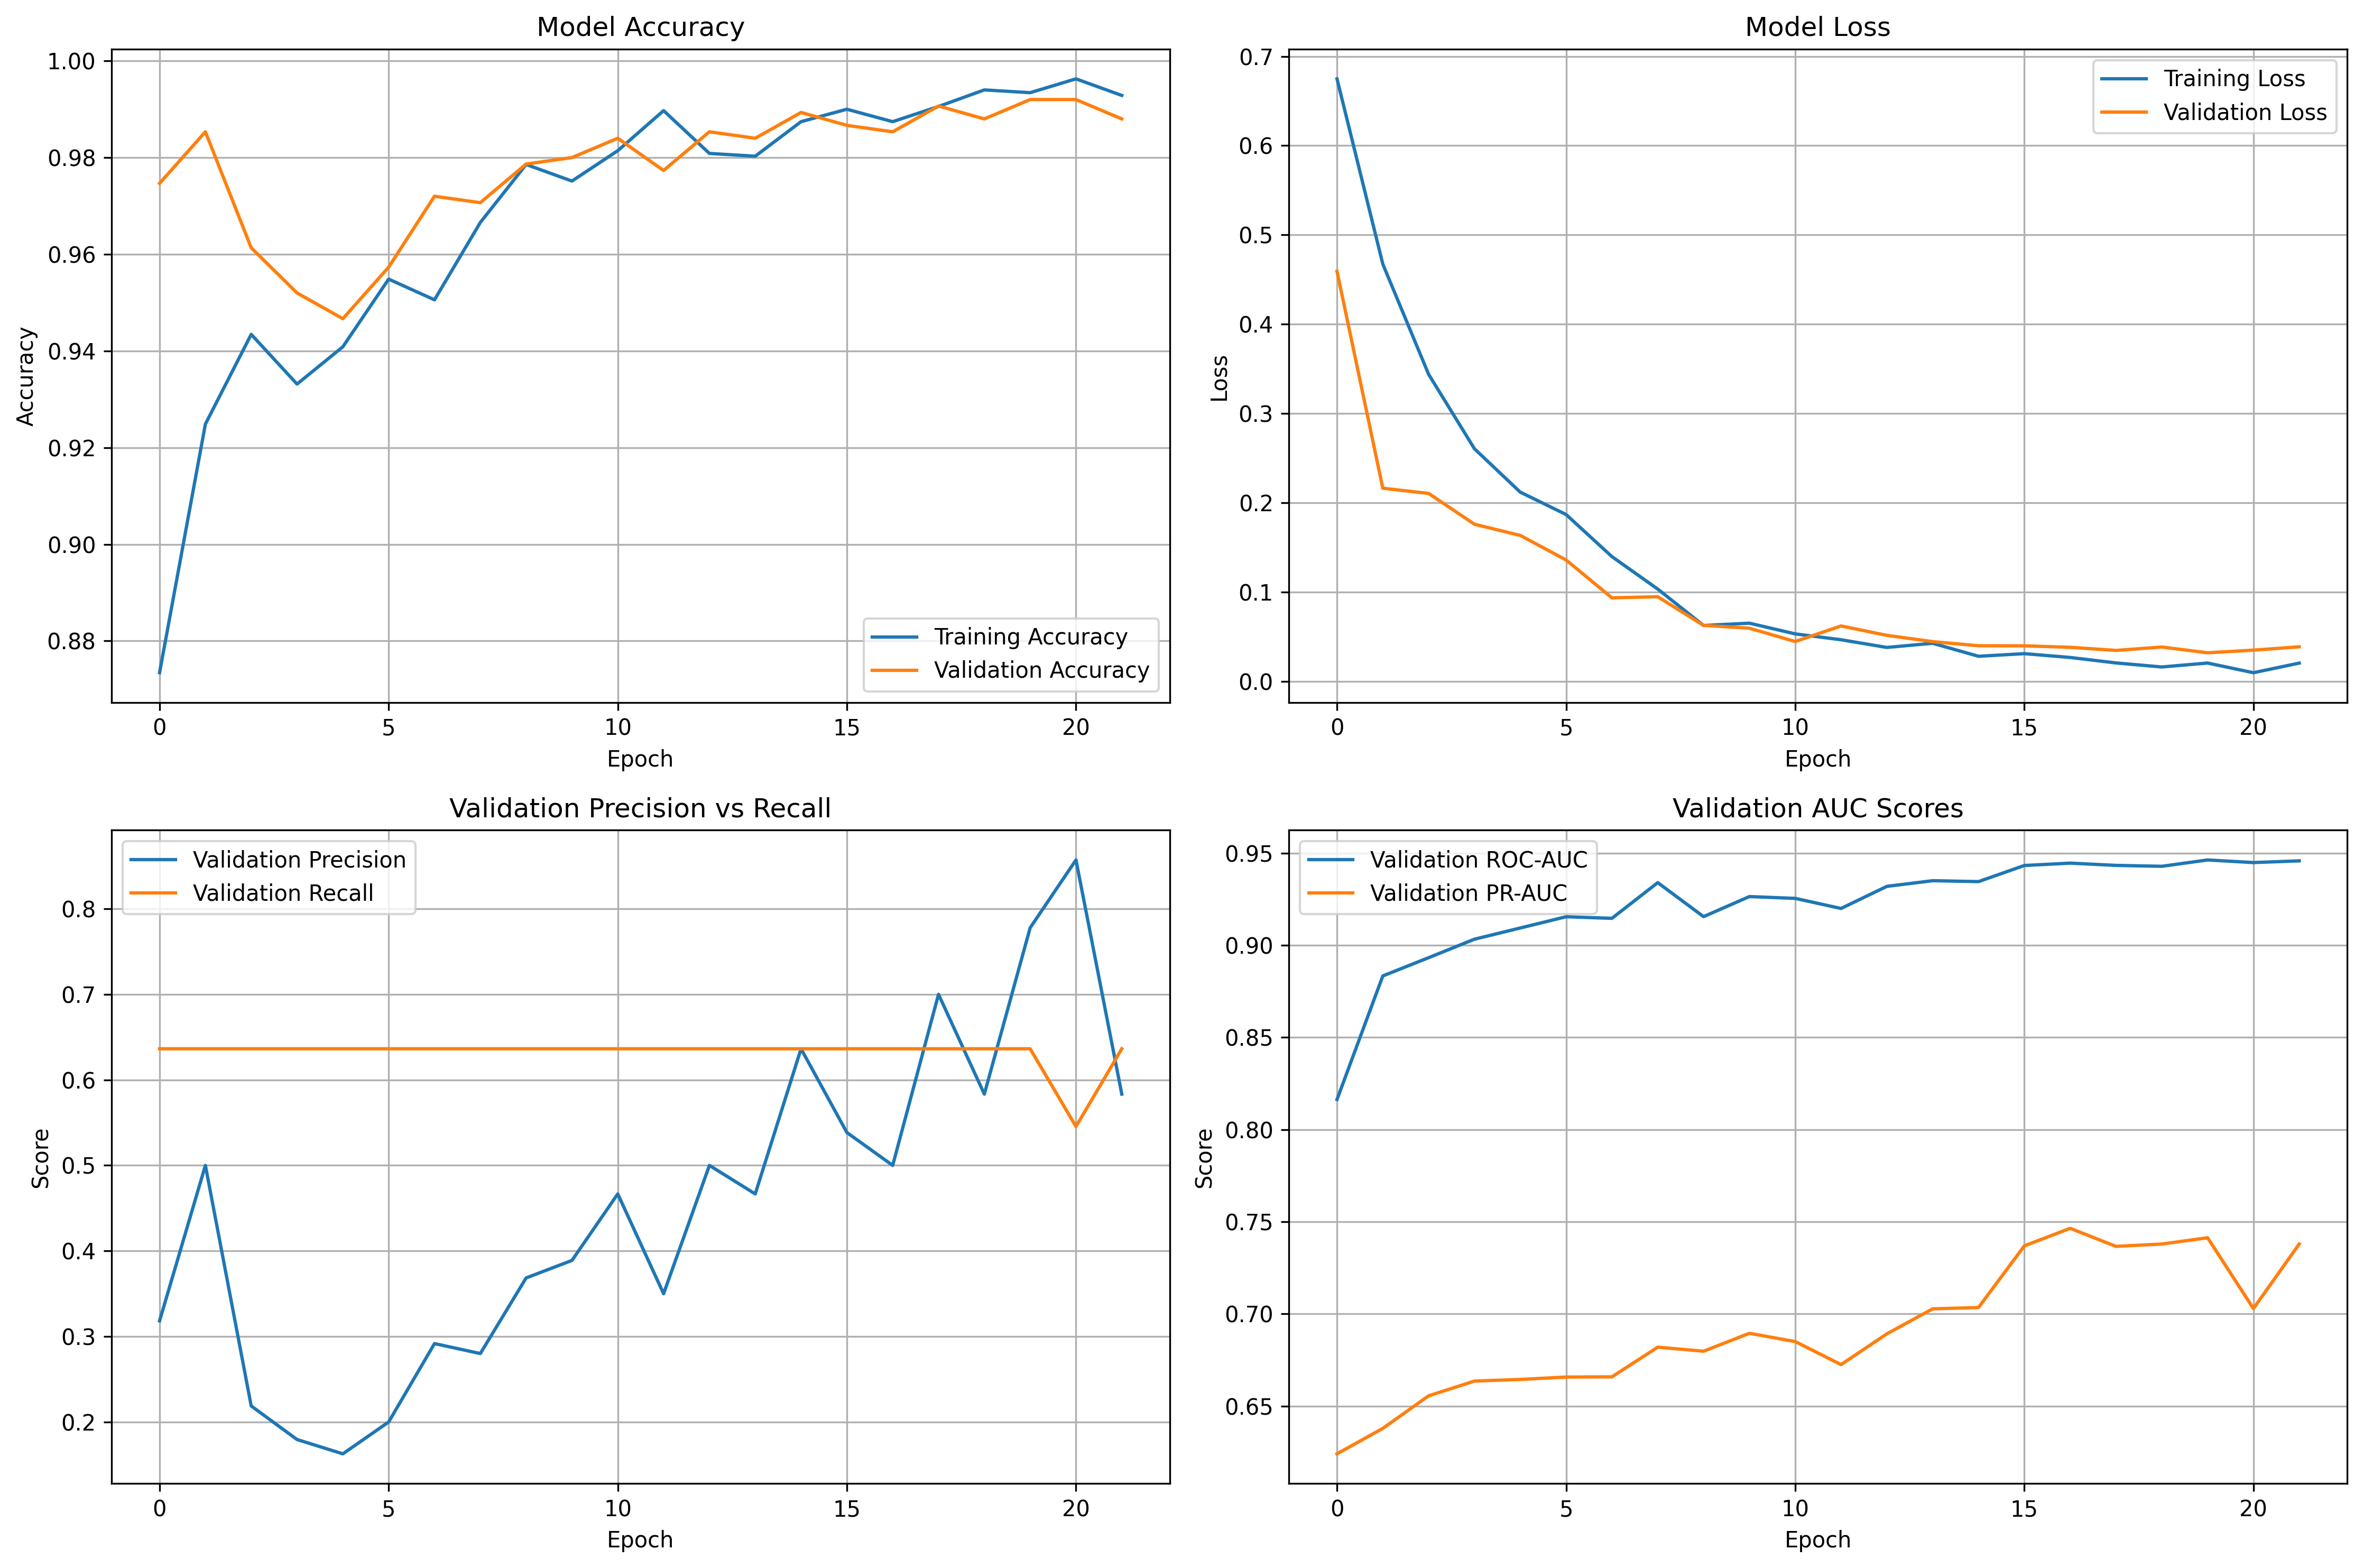 Model Accuracy
1.00
0.98
0.96
0.94
0.92
0.90
0.88
Accuracy
Training Accuracy
Validation Accuracy
0 5 10 15 20
Epoch
Model Loss
0.7
0.6
0.5
0.4
0.3
0.2
0.1
0.0
Loss
Training Loss
Validation Loss
0 5 10 15 20
Epoch
Validation Precision vs Recall
Validation Precision
Validation Recall
0.8
0.7
0.6
0.5
0.4
0.3
0.2
Score
0 5 10 15 20
Epoch
Validation AUC Scores
Validation ROC-AUC
Validation PR-AUC
0.95
0.90
0.85
0.80
0.75
0.70
0.65
Score
0 5 10 15 20
Epoch